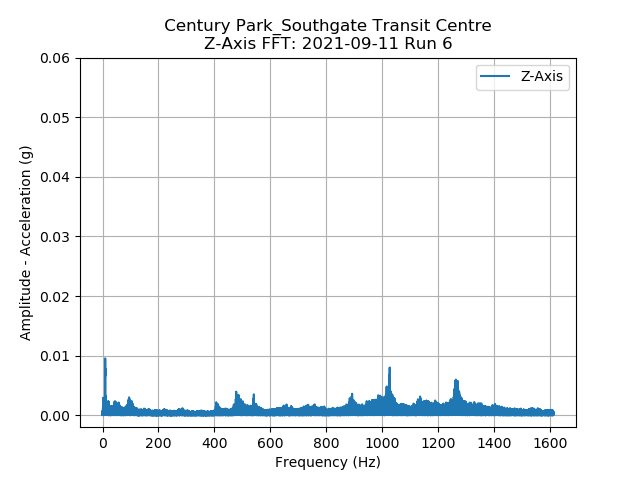 Century Park_Southgate Transit Centre
Z-Axis FFT: 2021-09-11 Run 6
Z-Axis
0.06
0.05
0.04
0.03
0.02
0.01
0.00
Amplitude - Acceleration (g)
0 200 400 600 800 1000 1200 1400 1600
Frequency (Hz)